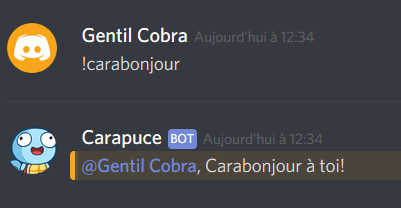 Gentil Cobra Aujourd'hui à 12:34
!carabonjour
Carapuce BOT Aujourd'hui à 12:34
@Gentil Cobra, Carabonjour à toi!